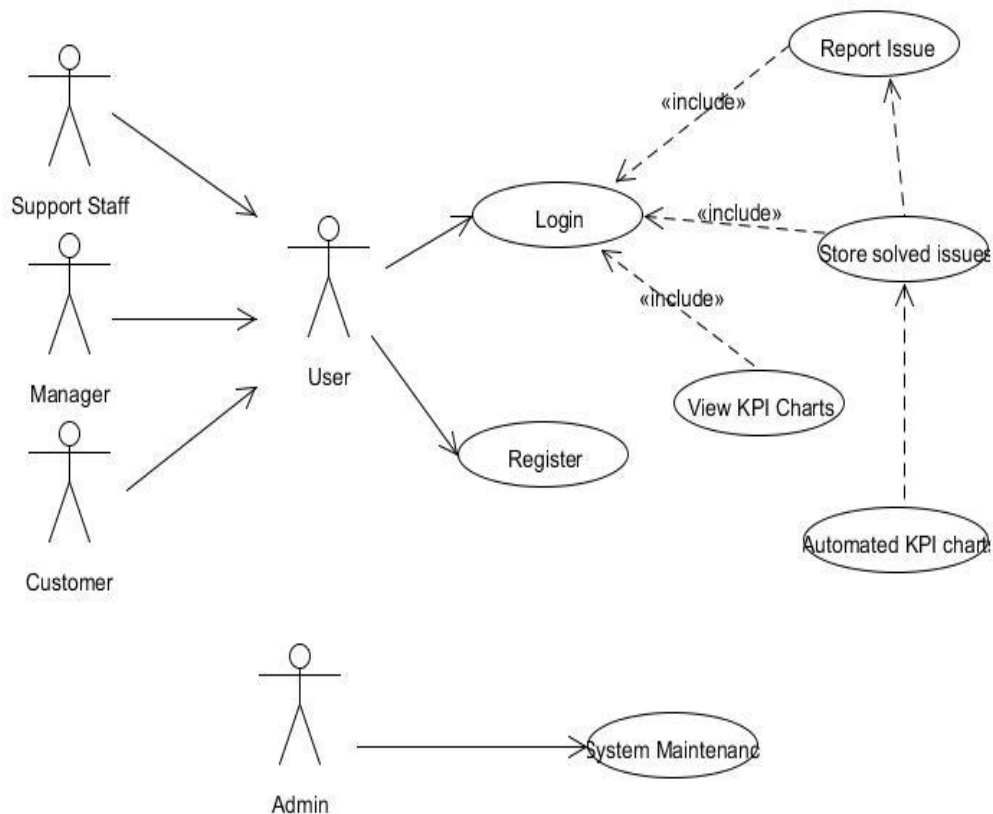 Report Issue
«include»
Support Staff
Login
«include»
Store solved issues
«include»
User
Manager
View KPI Charts
Register
Automated KPI charts
Customer
System Maintenanc
Admin